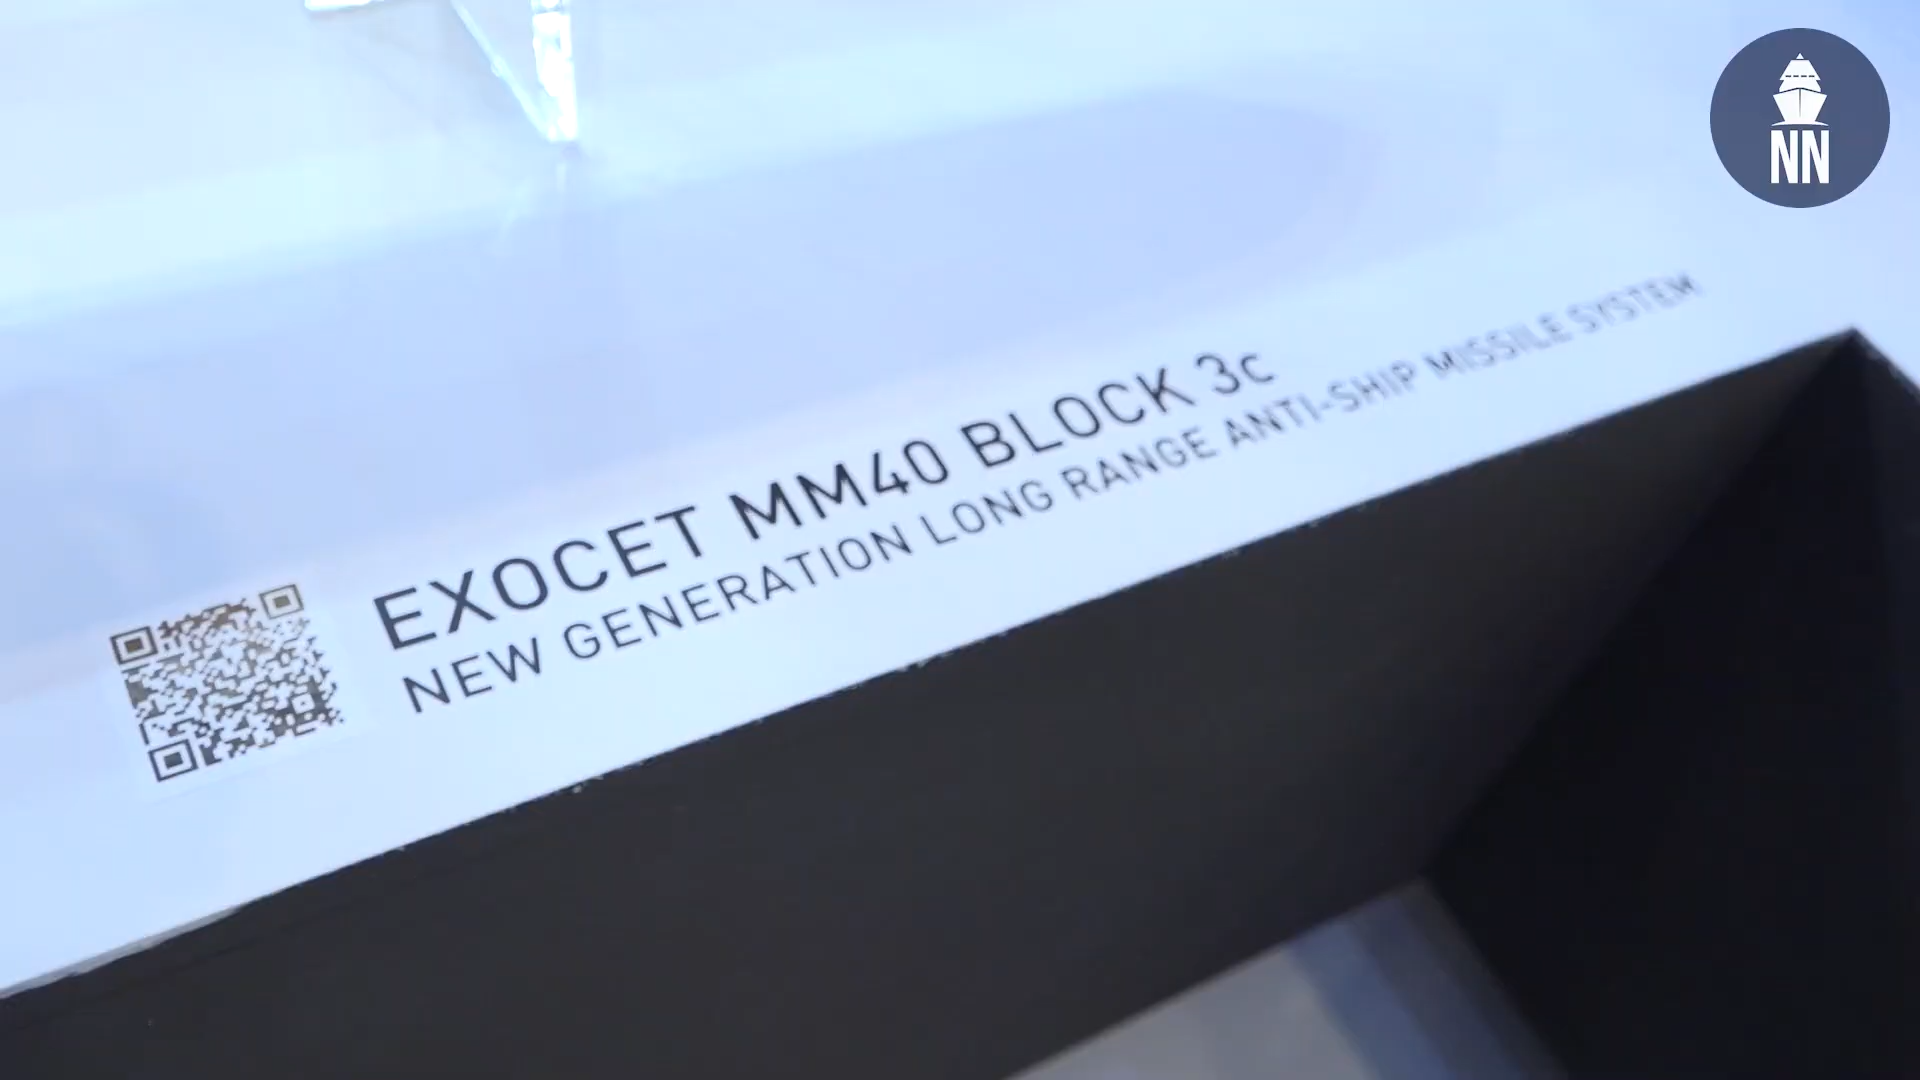 NN
EXOCET MM40 BLOCK 3c
NEW GENERATION LONG RANGE ANTI-SHIP MISSILE SYSTEM